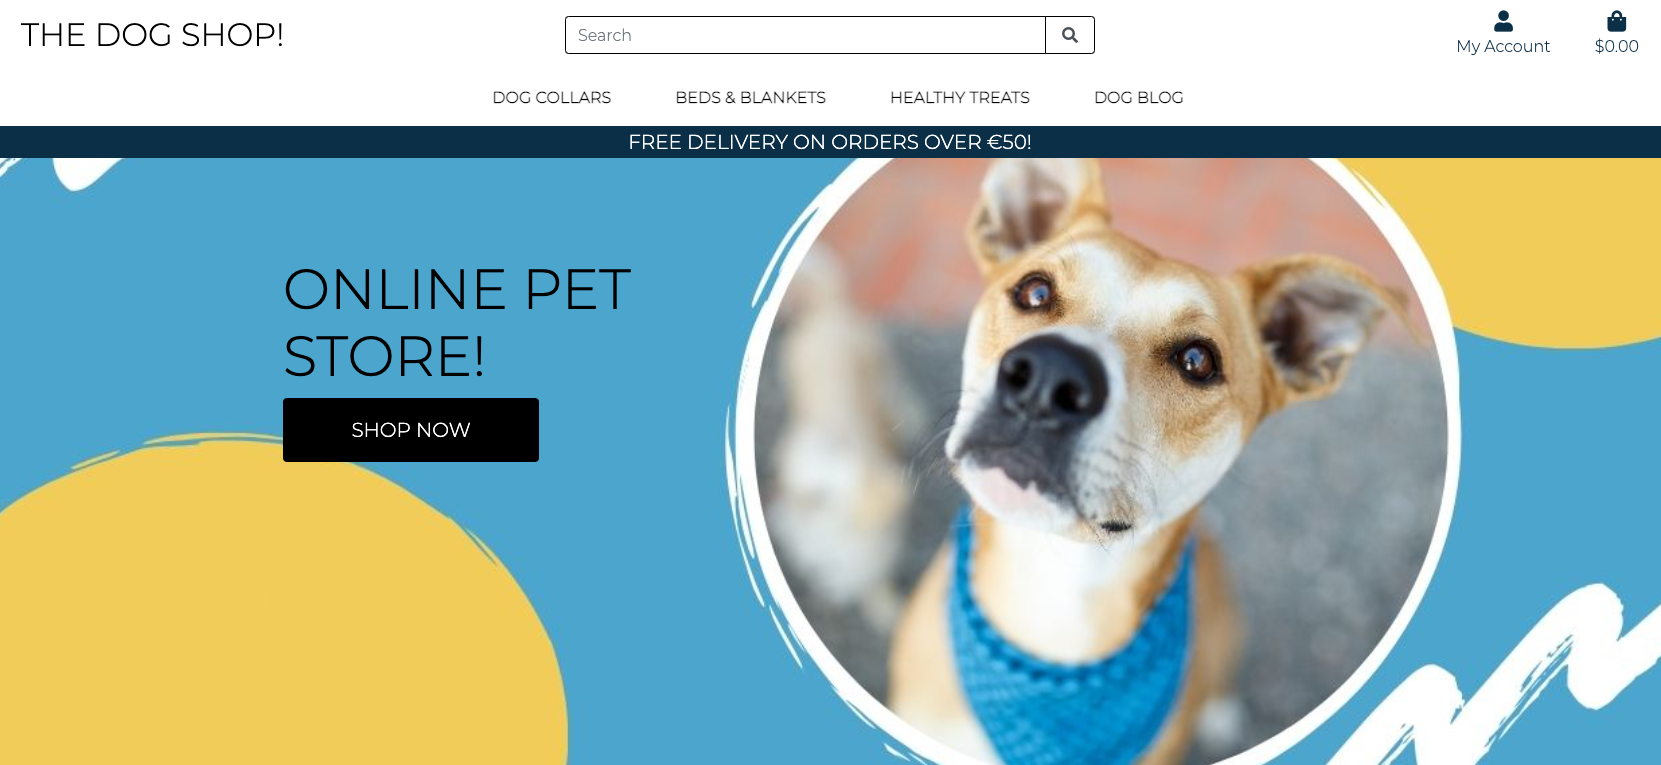 THE DOG SHOP!
Search
My Account
$0.00
DOG COLLARS
BEDS & BLANKETS
HEALTHY TREATS
DOG BLOG
FREE DELIVERY ON ORDERS OVER €50!
ONLINE PET
STORE!
SHOP NOW